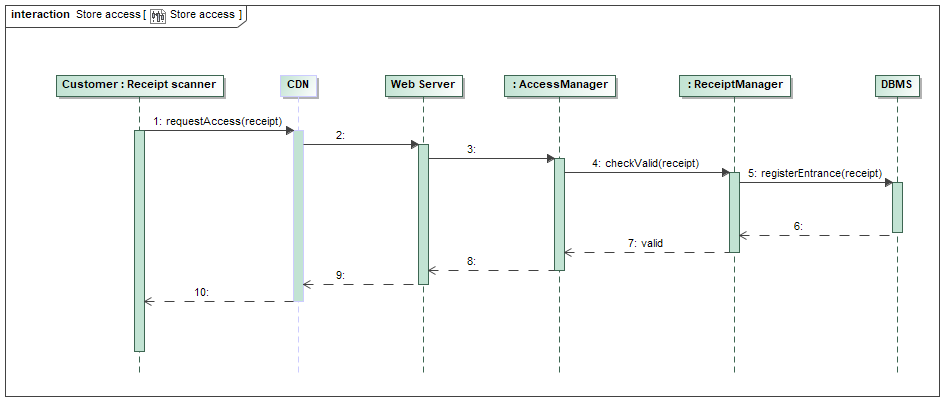 interaction Store access [ Store access ]
Customer : Receipt scanner
CDN
Web Server
: AccessManager
: ReceiptManager
DBMS
1: requestAccess(receipt)
2:
3:
4: checkValid(receipt)
5: registerEntrance(receipt)
6:
7: valid
8:
9:
10: